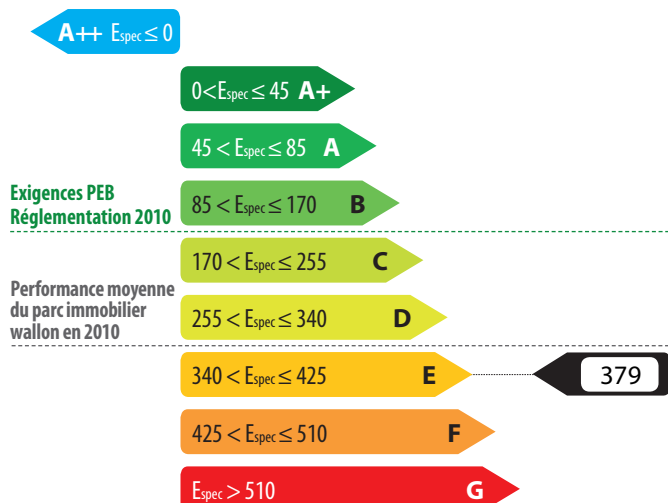 A++ Espec ≤ 0
0<Espec ≤ 45 A+
45 < Espec ≤ 85 A
Exigences PEB
Réglementation 2010
85 < Espec ≤ 170 B
170 < Espec ≤ 255 C
Performance moyenne
du parc immobilier
wallon en 2010
255 < Espec ≤ 340 D
340 < Espec ≤ 425 E
379
425 < Espec ≤ 510 F
Espec > 510 G